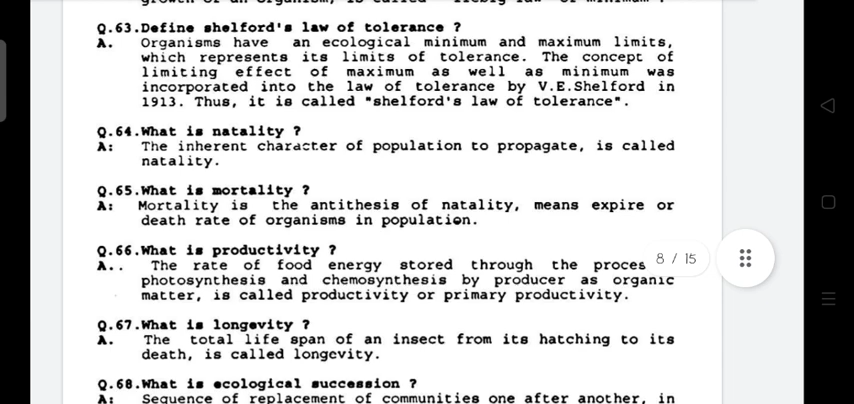 Q.63.Define shelford's law of tolerance ?
A. Organisms have an ecological minimum and maximum limits,
which represents its limits of tolerance. The concept of
limiting effect of maximum as well as minimum was
incorporated into the law of tolerance by V.E.Shelford in
1913. Thus, it is called "shelford's law of tolerance".
Q.64.What is natality ?
A: The inherent character of population to propagate, is called
natality.
Q.65.What is mortality ?
A: Mortality is the antithesis of natality, means expire or
death rate of organisms in population.
Q.66.What is productivity ?
A.. The rate of food energy stored through the proces
8 / 15
photosynthesis and chemosynthesis by producer as organic
matter, is called productivity or primary productivity.
Q.67.What is longevity ?
A. The total life span of an insect from its hatching to its
death, is called longevity.
Q.68.What is ecological succession ?
A: Sequence of replacement of communities one after another, in